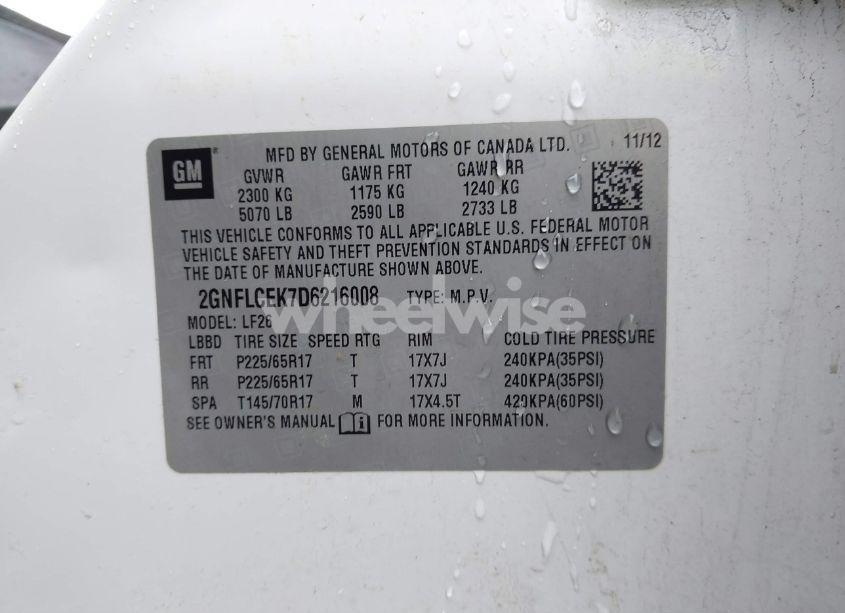 GM
MFD BY GENERAL MOTORS OF CANADA LTD. 11/12
GVWR GAWR FRT GAWR RR
2300 KG 1175 KG 1240 KG
5070 LB 2590 LB 2733 LB
THIS VEHICLE CONFORMS TO ALL APPLICABLE U.S. FEDERAL MOTOR
VEHICLE SAFETY AND THEFT PREVENTION STANDARDS IN EFFECT ON
THE DATE OF MANUFACTURE SHOWN ABOVE.
2GNFLCEK7D6216008 TYPE: M.P.V.
wheelwise
MODEL: LF26
LBBD TIRE SIZE SPEED RTG RIM COLD TIRE PRESSURE
FRT P225/65R17 T 17X7J 240KPA(35PSI)
RR P225/65R17 T 17X7J 240KPA(35PSI)
SPA T145/70R17 M 17X4.5T 420KPA(60PSI)
SEE OWNER'S MANUAL FOR MORE INFORMATION.